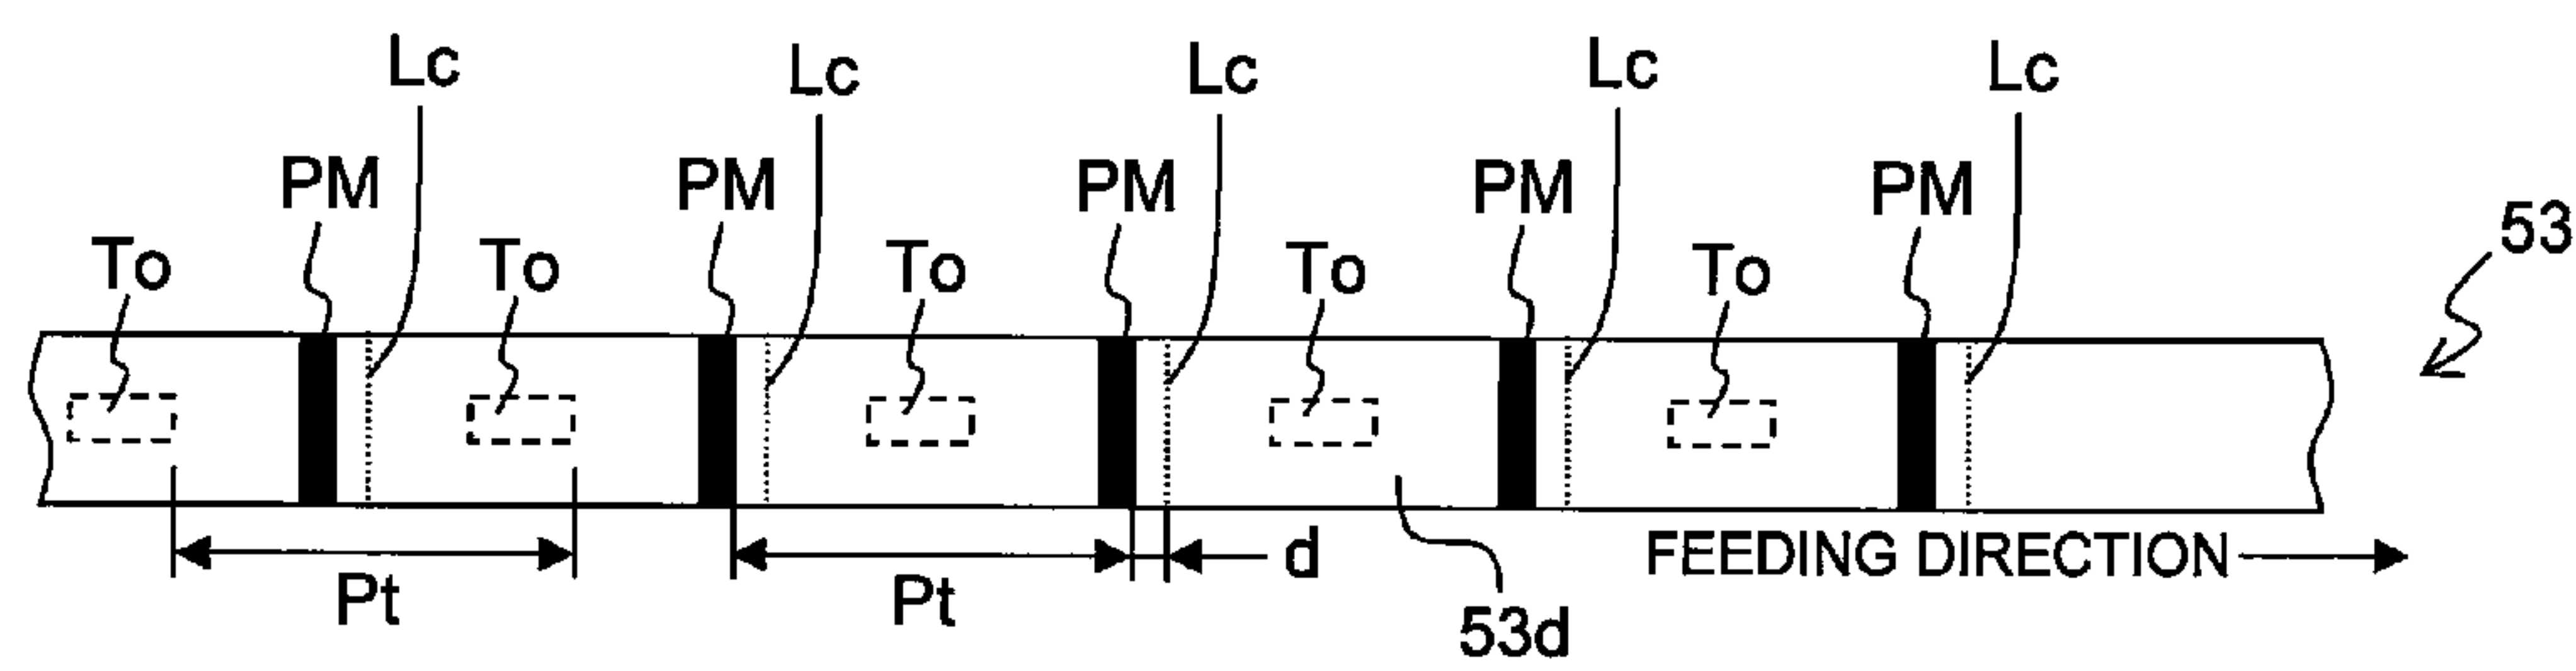 Lc Lc Lc Lc Lc
PM PM PM PM PM
To To To To To 53
Pt Pt d FEEDING DIRECTION
53d